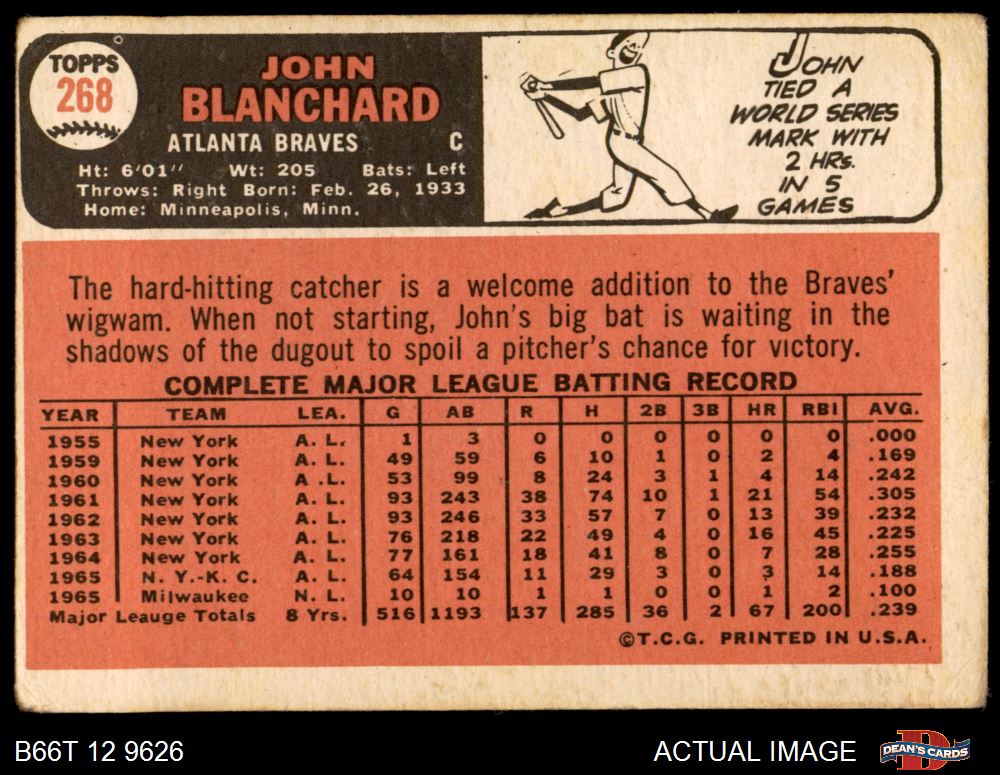 TOPPS
268
JOHN
BLANCHARD
ATLANTA BRAVES C
Ht: 6'01" Wt: 205 Bats: Left
Throws: Right Born: Feb. 26, 1933
Home: Minneapolis, Minn.
JOHN
TIED A
WORLD SERIES
MARK WITH
2 HRs.
IN 5
GAMES
The hard-hitting catcher is a welcome addition to the Braves'
wigwam. When not starting, John's big bat is waiting in the
shadows of the dugout to spoil a pitcher's chance for victory.
COMPLETE MAJOR LEAGUE BATTING RECORD
YEAR TEAM LEA. G AB R H 2B 3B HR RBI AVG.
1955 New York A. L. 1 3 0 0 0 0 0 0 .000
1959 New York A. L. 49 59 6 10 1 0 2 4 .169
1960 New York A .L. 53 99 8 24 3 1 4 14 .242
1961 New York A. L. 93 243 38 74 10 1 21 54 .305
1962 New York A. L. 93 246 33 57 7 0 13 39 .232
1963 New York A. L. 76 218 22 49 4 0 16 45 .225
1964 New York A. L. 77 161 18 41 8 0 7 28 .255
1965 N. Y.-K. C. A. L. 64 154 11 29 3 0 3 14 .188
1965 Milwaukee N. L. 10 10 1 1 0 0 1 2 .100
Major Leauge Totals 8 Yrs. 516 1193 137 285 36 2 67 200 .239
©T.C.G. PRINTED IN U.S.A.
B66T 12 9626 ACTUAL IMAGE DEAN'S CARDS